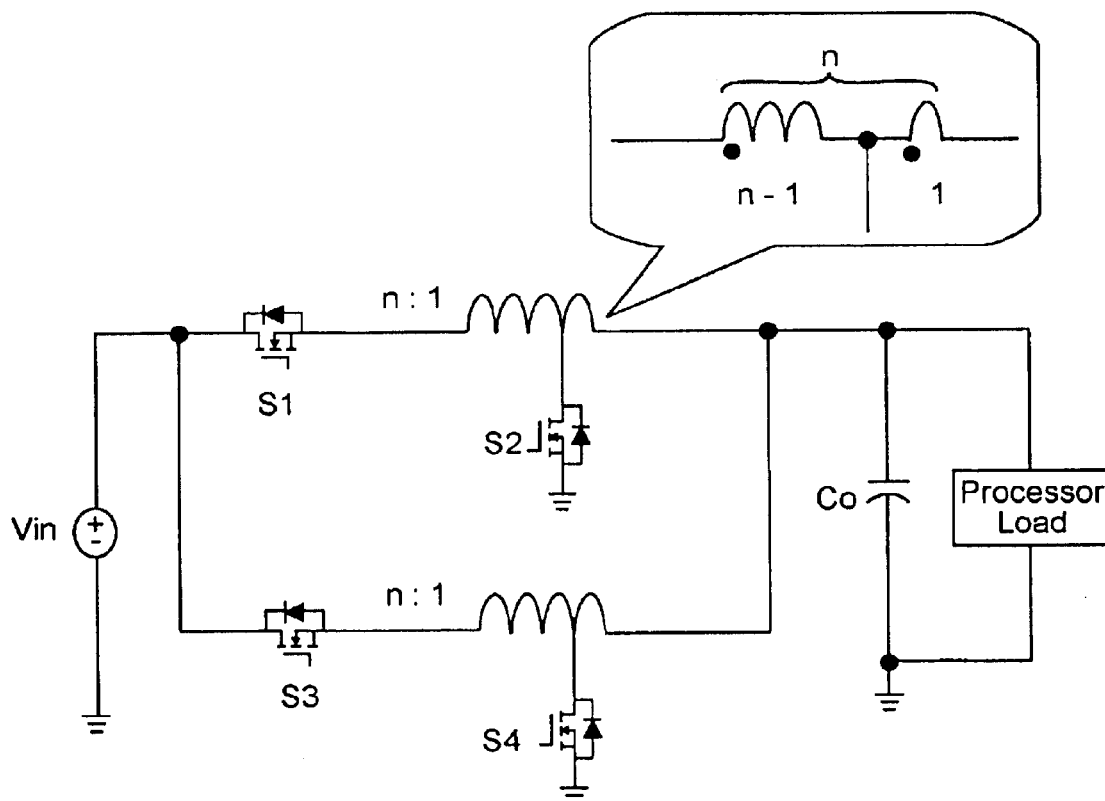 n
n - 1
1
n : 1
S1
S2
Vin
+
-
Co
Processor
Load
n : 1
S3
S4